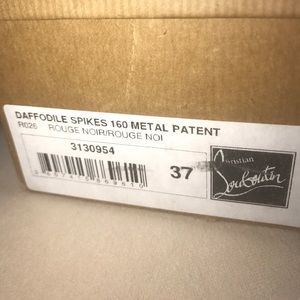 DAFFODILE SPIKES 160 METAL PATENT
R026 ROUGE NOIR/ROUGE NOI
3130954
37
Christian
Louboutin